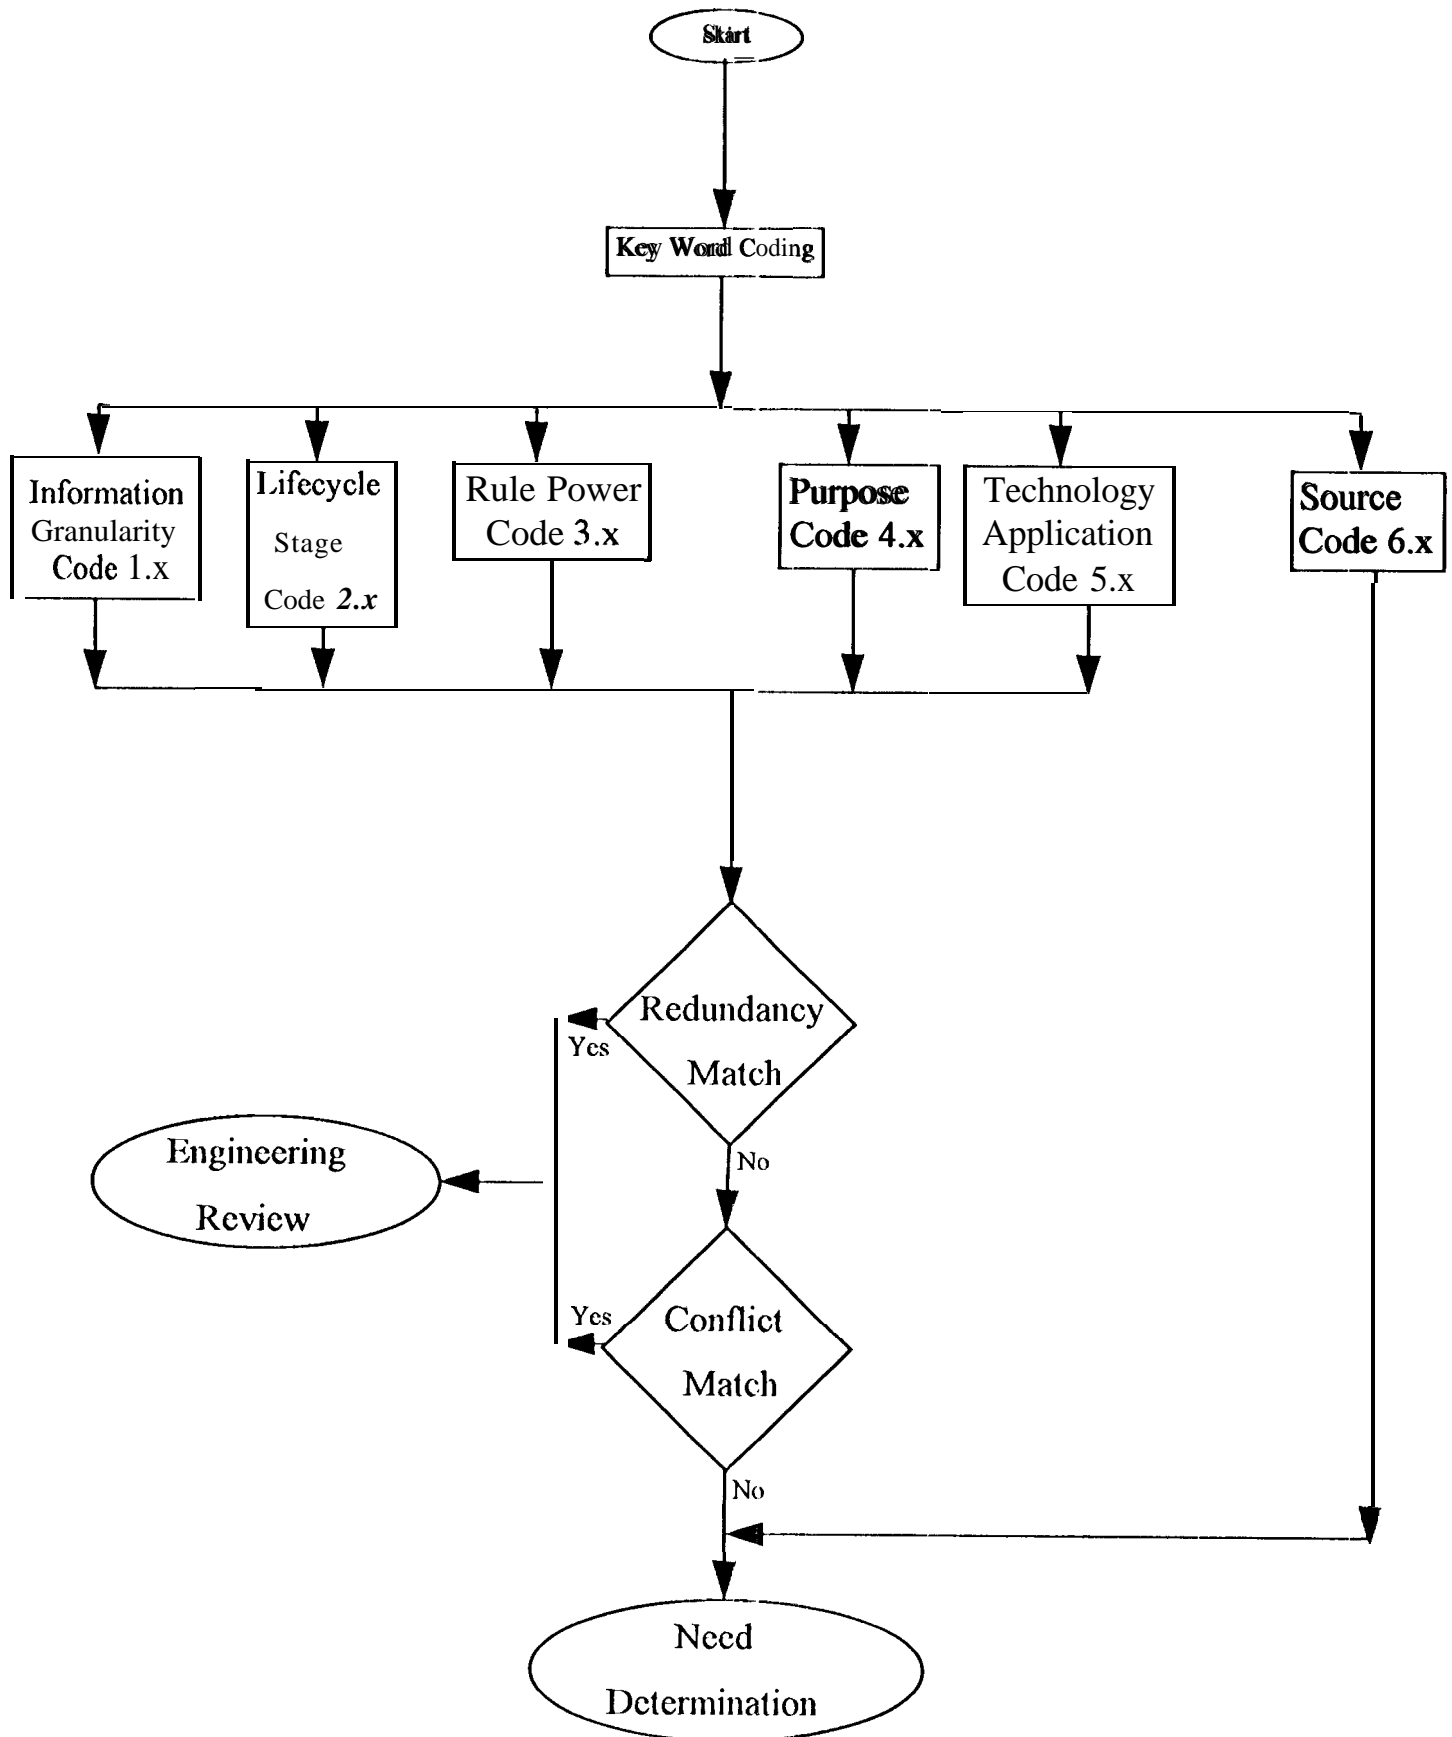 Start
Key Word Coding
Information
Granularity
Code 1.x
Lifecycle
Stage
Code 2.x
Rule Power
Code 3.x
Purpose
Code 4.x
Technology
Application
Code 5.x
Source
Code 6.x
Redundancy
Match
Yes
No
Engineering
Review
Yes
Conflict
Match
No
Need
Determination